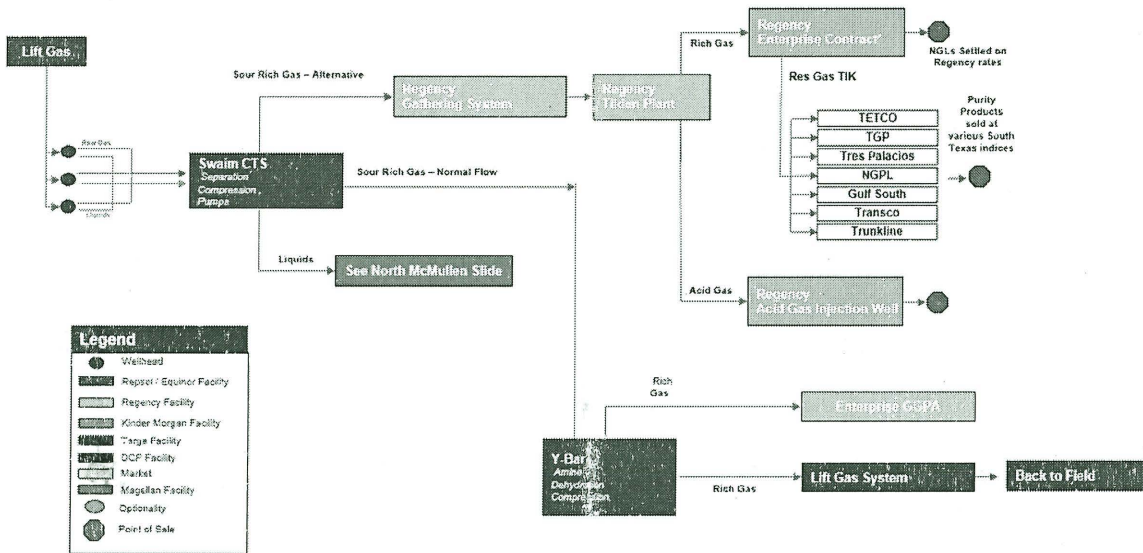 Lift Gas
Raw Gas
Liquids
Swaim CTS
Separation
Compression
Pumps
Sour Rich Gas – Alternative
Regency
Gathering System
Regency
Tilden Plant
Rich Gas
Regency
Enterprise Contract*
NGLs Settled on
Regency rates
Res Gas TIK
TETCO
TGP
Tres Palacios
NGPL
Gulf South
Transco
Trunkline
Purity
Products
sold at
various South
Texas indices
Sour Rich Gas – Normal Flow
Liquids
See North McMullen Slide
Acid Gas
Regency
Acid Gas Injection Well
Rich
Gas
Enterprise GGPA
Y-Bar
Amine
Dehydration
Compression
Rich Gas
Lift Gas System
Back to Field
Legend
Wellhead
Repsol / Equinor Facility
Regency Facility
Kinder Morgan Facility
Targa Facility
DCP Facility
Market
Magellan Facility
Optionality
Point of Sale